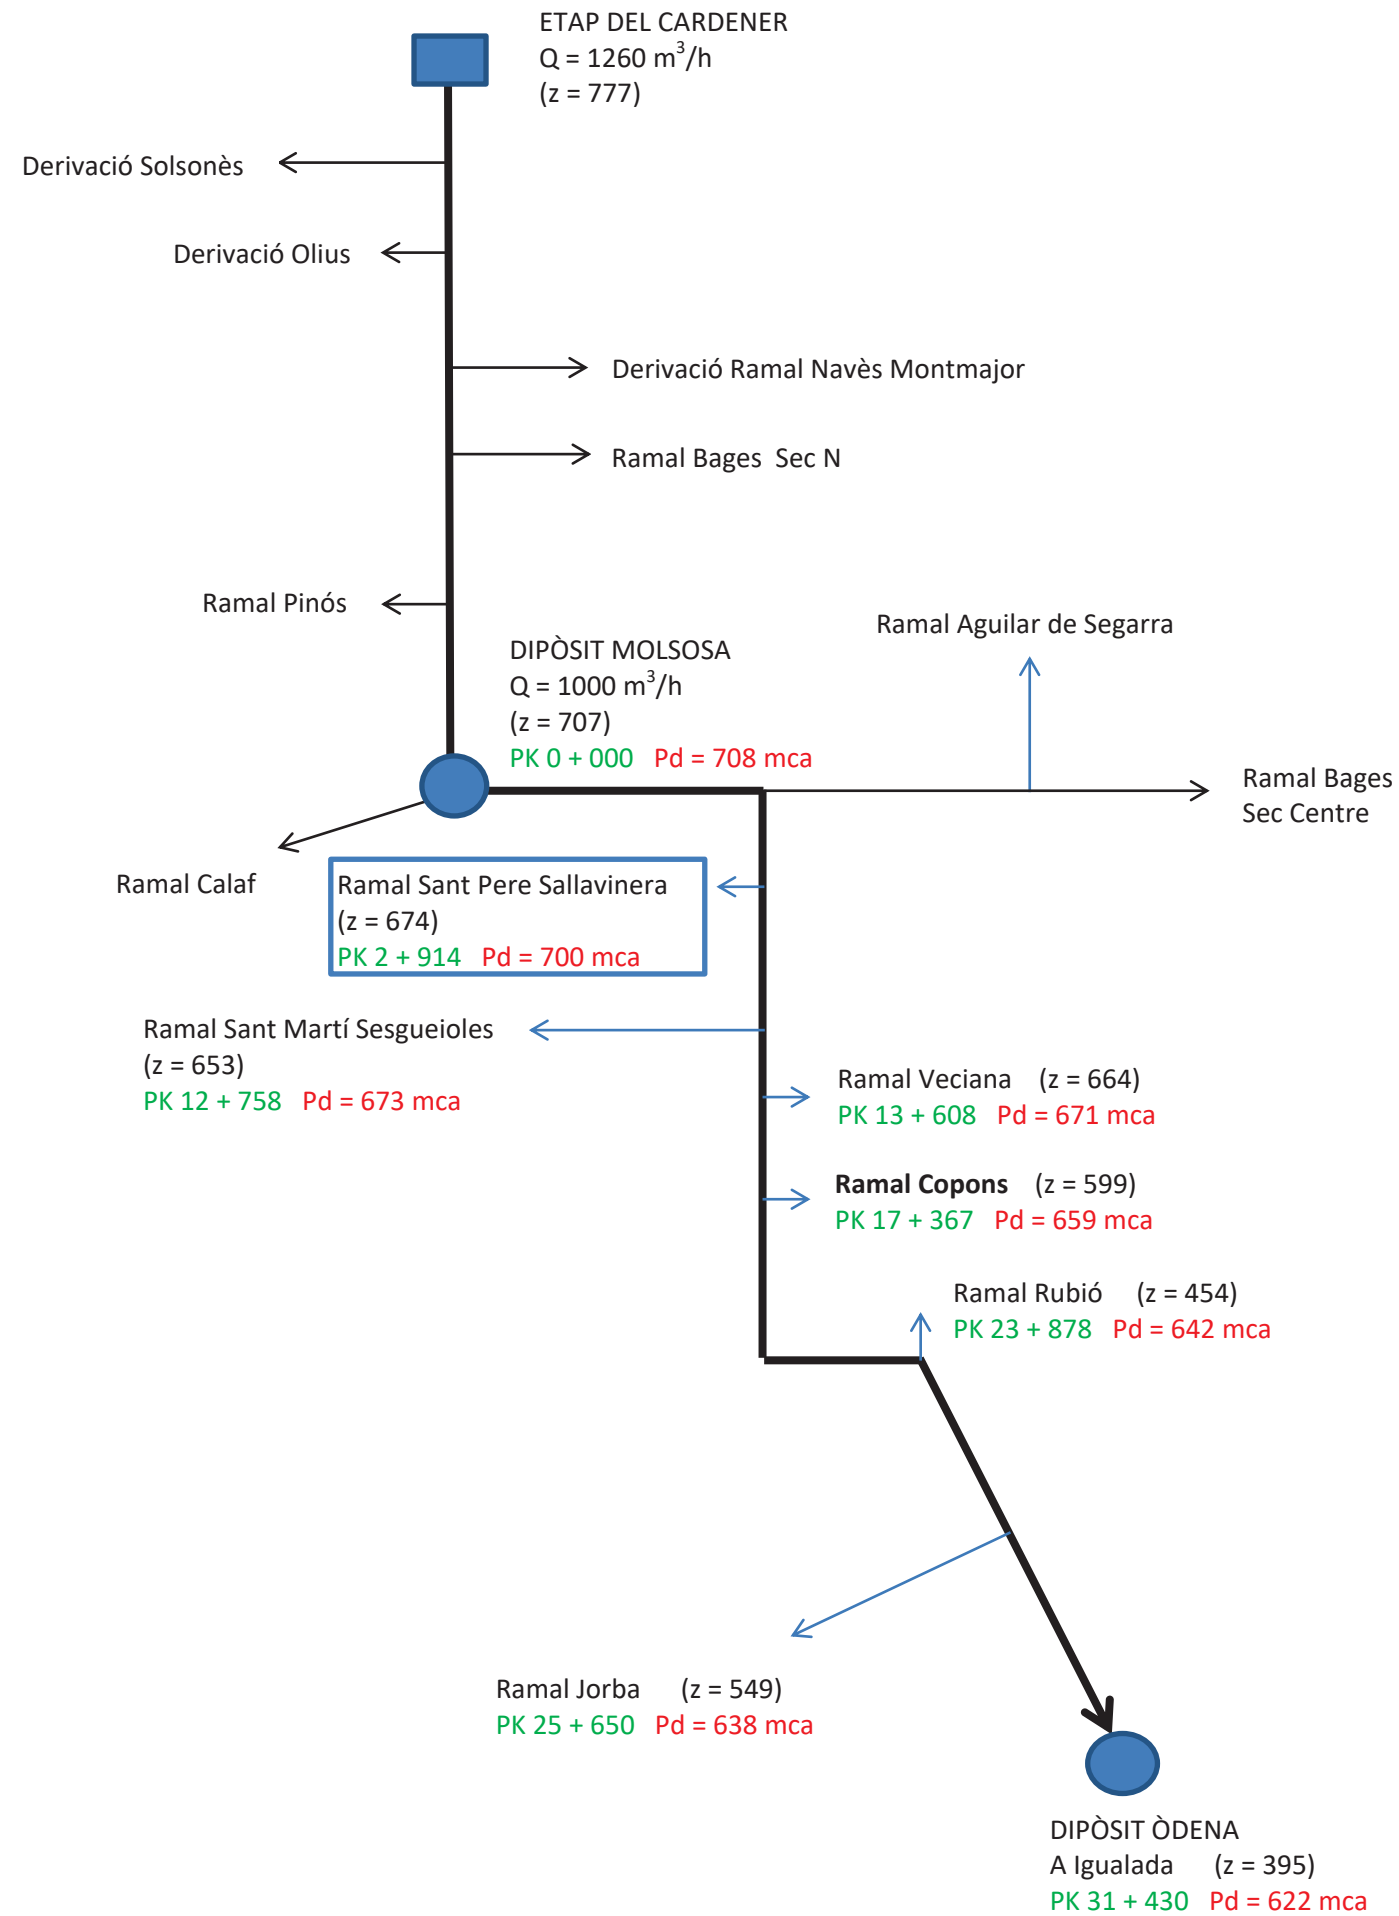 ETAP DEL CARDENER
Q = 1260 m³/h
(z = 777)
Derivació Solsonès
Derivació Olius
Derivació Ramal Navès Montmajor
Ramal Bages  Sec N
Ramal Pinós
Ramal Aguilar de Segarra
DIPÒSIT MOLSOSA
Q = 1000 m³/h
(z = 707)
PK 0 + 000   Pd = 708 mca
Ramal Bages
Sec Centre
Ramal Calaf
Ramal Sant Pere Sallavinera
(z = 674)
PK 2 + 914   Pd = 700 mca
Ramal Sant Martí Sesgueioles
(z = 653)
PK 12 + 758   Pd = 673 mca
Ramal Veciana   (z = 664)
PK 13 + 608   Pd = 671 mca
Ramal Copons   (z = 599)
PK 17 + 367   Pd = 659 mca
Ramal Rubió   (z = 454)
PK 23 + 878   Pd = 642 mca
Ramal Jorba   (z = 549)
PK 25 + 650   Pd = 638 mca
DIPÒSIT ÒDENA
A Igualada   (z = 395)
PK 31 + 430   Pd = 622 mca